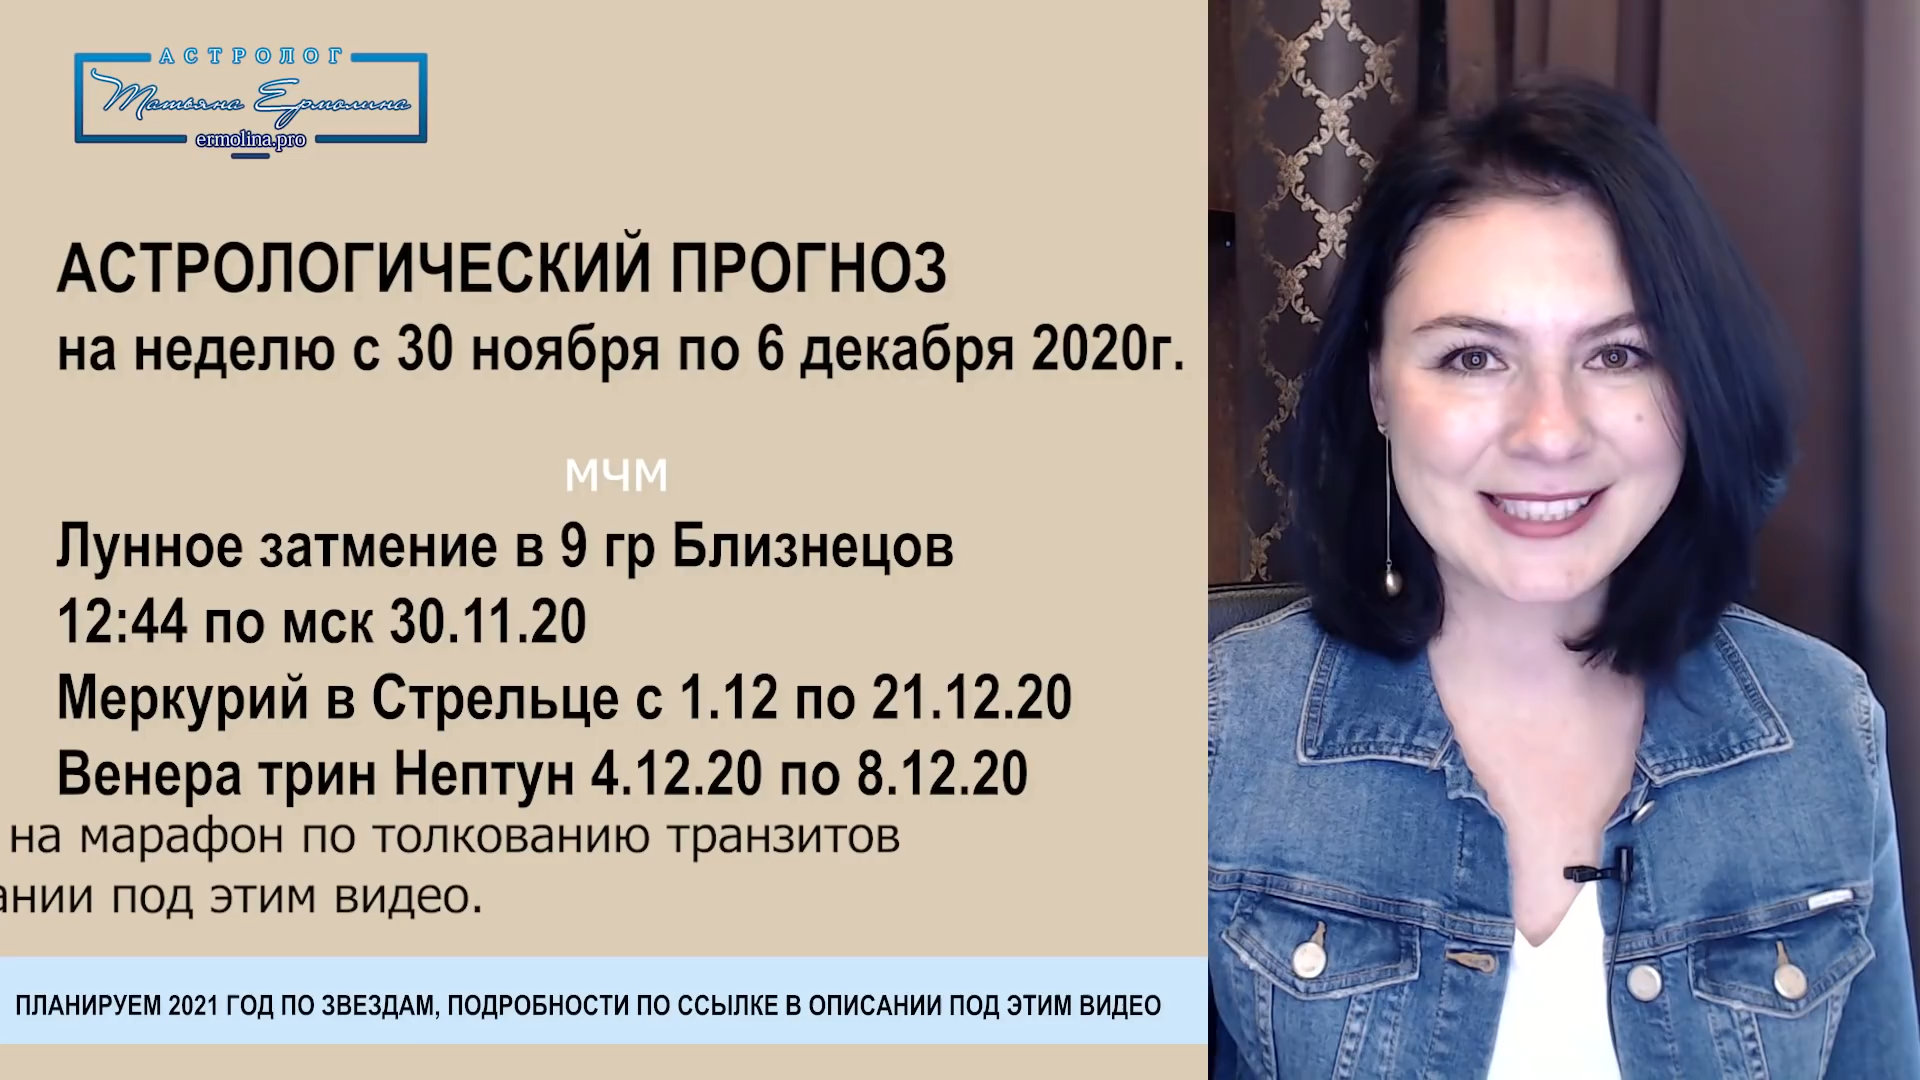 АСТРОЛОГ
Татьяна Ермолина
ermolina.pro
АСТРОЛОГИЧЕСКИЙ ПРОГНОЗ
на неделю с 30 ноября по 6 декабря 2020г.
мчм
Лунное затмение в 9 гр Близнецов
12:44 по мск 30.11.20
Меркурий в Стрельце с 1.12 по 21.12.20
Венера трин Нептун 4.12.20 по 8.12.20
на марафон по толкованию транзитов
ании под этим видео.
ПЛАНИРУЕМ 2021 ГОД ПО ЗВЕЗДАМ, ПОДРОБНОСТИ ПО ССЫЛКЕ В ОПИСАНИИ ПОД ЭТИМ ВИДЕО